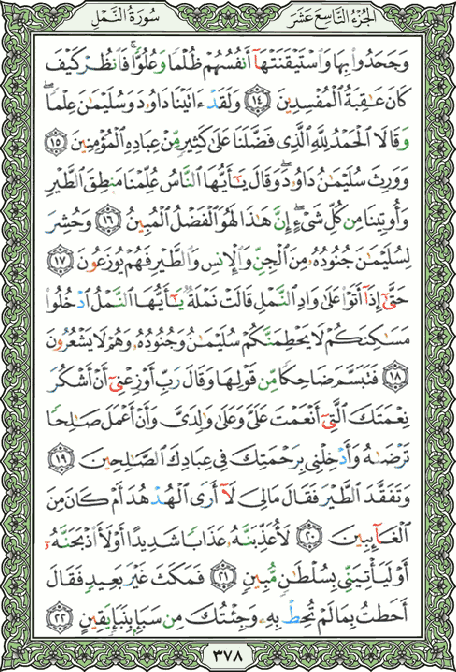 الجزء التاسع عشر سورة النمل
وَجَحَدُوا۟ بِهَا وَٱسْتَيْقَنَتْهَآ أَنفُسُهُمْ ظُلْمًا وَعُلُوًّا ۚ فَٱنظُرْ كَيْفَ
كَانَ عَٰقِبَةُ ٱلْمُفْسِدِينَ ١٤ وَلَقَدْ ءَاتَيْنَا دَاوُۥدَ وَسُلَيْمَٰنَ عِلْمًا ۖ
وَقَالَا ٱلْحَمْدُ لِلَّهِ ٱلَّذِى فَضَّلَنَا عَلَىٰ كَثِيرٍ مِّنْ عِبَادِهِ ٱلْمُؤْمِنِينَ ١٥
وَوَرِثَ سُلَيْمَٰنُ دَاوُۥدَ ۖ وَقَالَ يَٰٓأَيُّهَا ٱلنَّاسُ عُلِّمْنَا مَنطِقَ ٱلطَّيْرِ
وَأُوتِينَا مِن كُلِّ شَىْءٍ ۖ إِنَّ هَٰذَا لَهُوَ ٱلْفَضْلُ ٱلْمُبِينُ ١٦ وَحُشِرَ
لِسُلَيْمَٰنَ جُنُودُهُۥ مِنَ ٱلْجِنِّ وَٱلْإِنسِ وَٱلطَّيْرِ فَهُمْ يُوزَعُونَ ١٧
حَتَّىٰٓ إِذَآ أَتَوْا۟ عَلَىٰ وَادِ ٱلنَّمْلِ قَالَتْ نَمْلَةٌ يَٰٓأَيُّهَا ٱلنَّمْلُ ٱدْخُلُوا۟
مَسَٰكِنَكُمْ لَا يَحْطِمَنَّكُمْ سُلَيْمَٰنُ وَجُنُودُهُۥ وَهُمْ لَا يَشْعُرُونَ
١٨ فَتَبَسَّمَ ضَاحِكًا مِّن قَوْلِهَا وَقَالَ رَبِّ أَوْزِعْنِىٓ أَنْ أَشْكُرَ
نِعْمَتَكَ ٱلَّتِىٓ أَنْعَمْتَ عَلَىَّ وَعَلَىٰ وَٰلِدَىَّ وَأَنْ أَعْمَلَ صَٰلِحًا
تَرْضَىٰهُ وَأَدْخِلْنِى بِرَحْمَتِكَ فِى عِبَادِكَ ٱلصَّٰلِحِينَ ١٩
وَتَفَقَّدَ ٱلطَّيْرَ فَقَالَ مَالِىَ لَآ أَرَى ٱلْهُدْهُدَ أَمْ كَانَ مِنَ
ٱلْغَآئِبِينَ ٢٠ لَأُعَذِّبَنَّهُۥ عَذَابًا شَدِيدًا أَوْ لَأَا۟ذْبَحَنَّهُۥٓ
أَوْ لَيَأْتِيَنِّى بِسُلْطَٰنٍ مُّبِينٍ ٢١ فَمَكَثَ غَيْرَ بَعِيدٍ فَقَالَ
أَحَطتُ بِمَا لَمْ تُحِطْ بِهِۦ وَجِئْتُكَ مِن سَبَإٍ بِنَبَإٍ يَقِينٍ ٢٢
٣٧٨